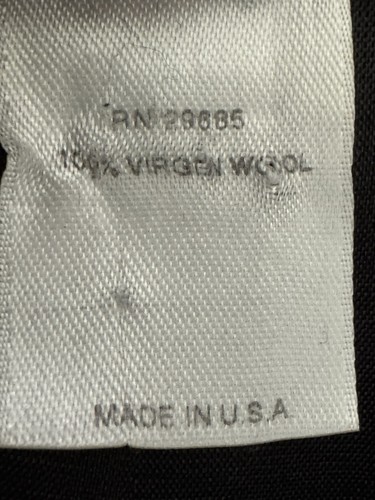 RN 29685
100% VIRGEN WOOL
MADE IN U.S.A